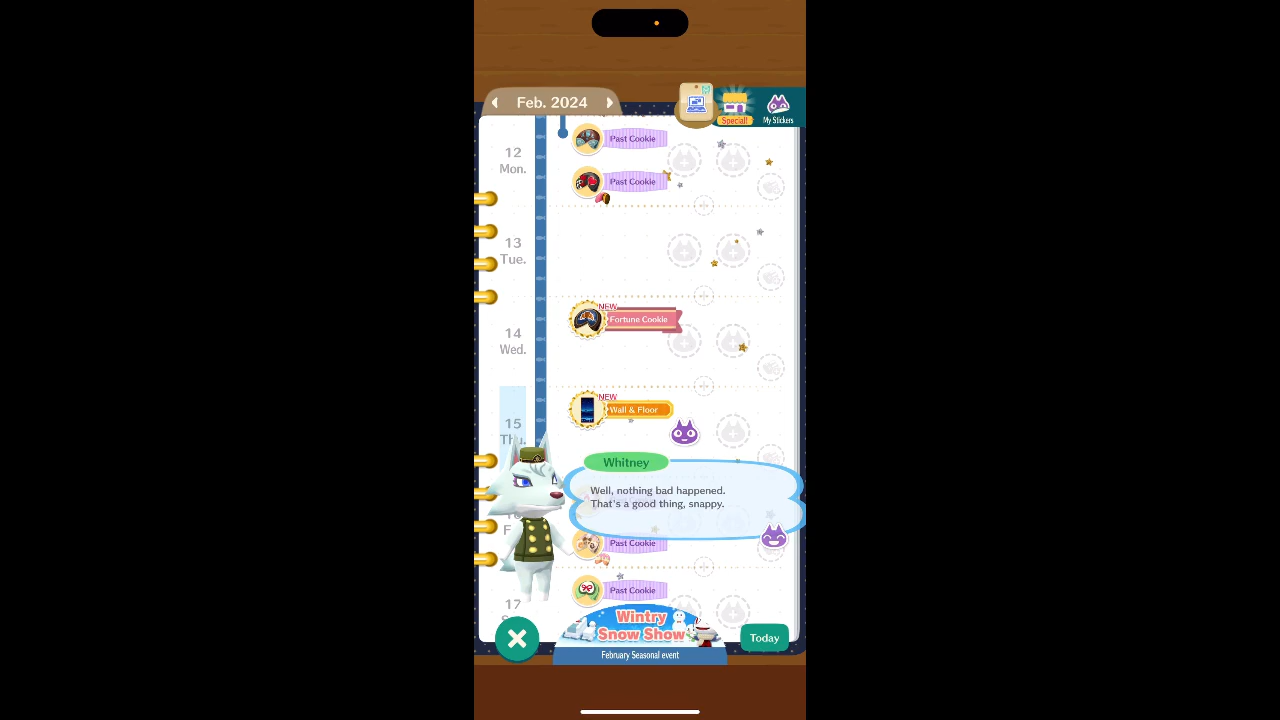 Feb. 2024
Special!
My Stickers
12
Mon.
Past Cookie
Past Cookie
13
Tue.
NEW
Fortune Cookie
14
Wed.
NEW
Wall & Floor
15
Thu.
Whitney
Well, nothing bad happened.
That's a good thing, snappy.
F
Past Cookie
Past Cookie
17
Wintry
Snow Show
Today
February Seasonal event